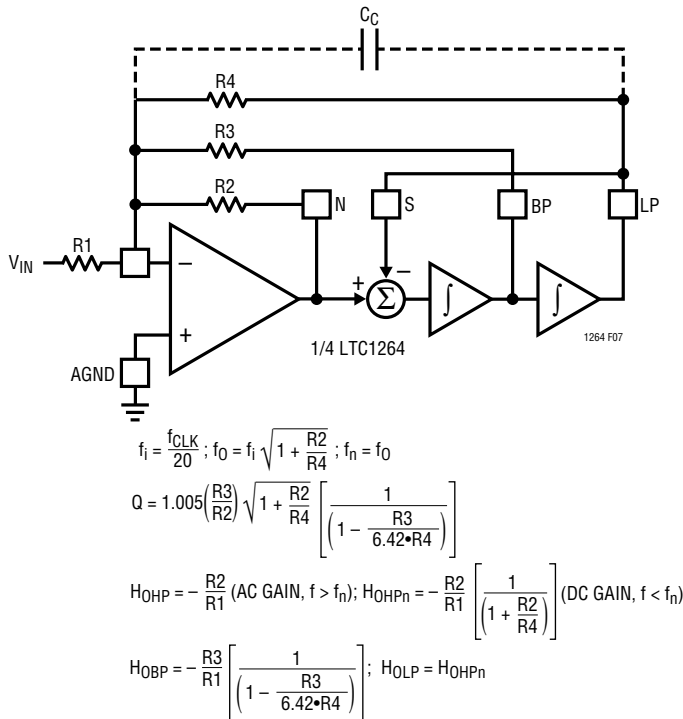 C_C
R4
R3
R2
N
S
BP
LP
R1
V_IN
−
+
+
−
Σ
∫
∫
1264 F07
1/4 LTC1264
AGND
f_i = f_CLK / 20 ; f_O = f_i √(1 + R2/R4) ; f_n = f_O
Q = 1.005(R3/R2) √(1 + R2/R4) [1 / (1 − R3/(6.42•R4))]
H_OHP = − R2/R1 (AC GAIN, f > f_n); H_OHPn = − R2/R1 [1 / (1 + R2/R4)] (DC GAIN, f < f_n)
H_OBP = − R3/R1 [1 / (1 − R3/(6.42•R4))]; H_OLP = H_OHPn